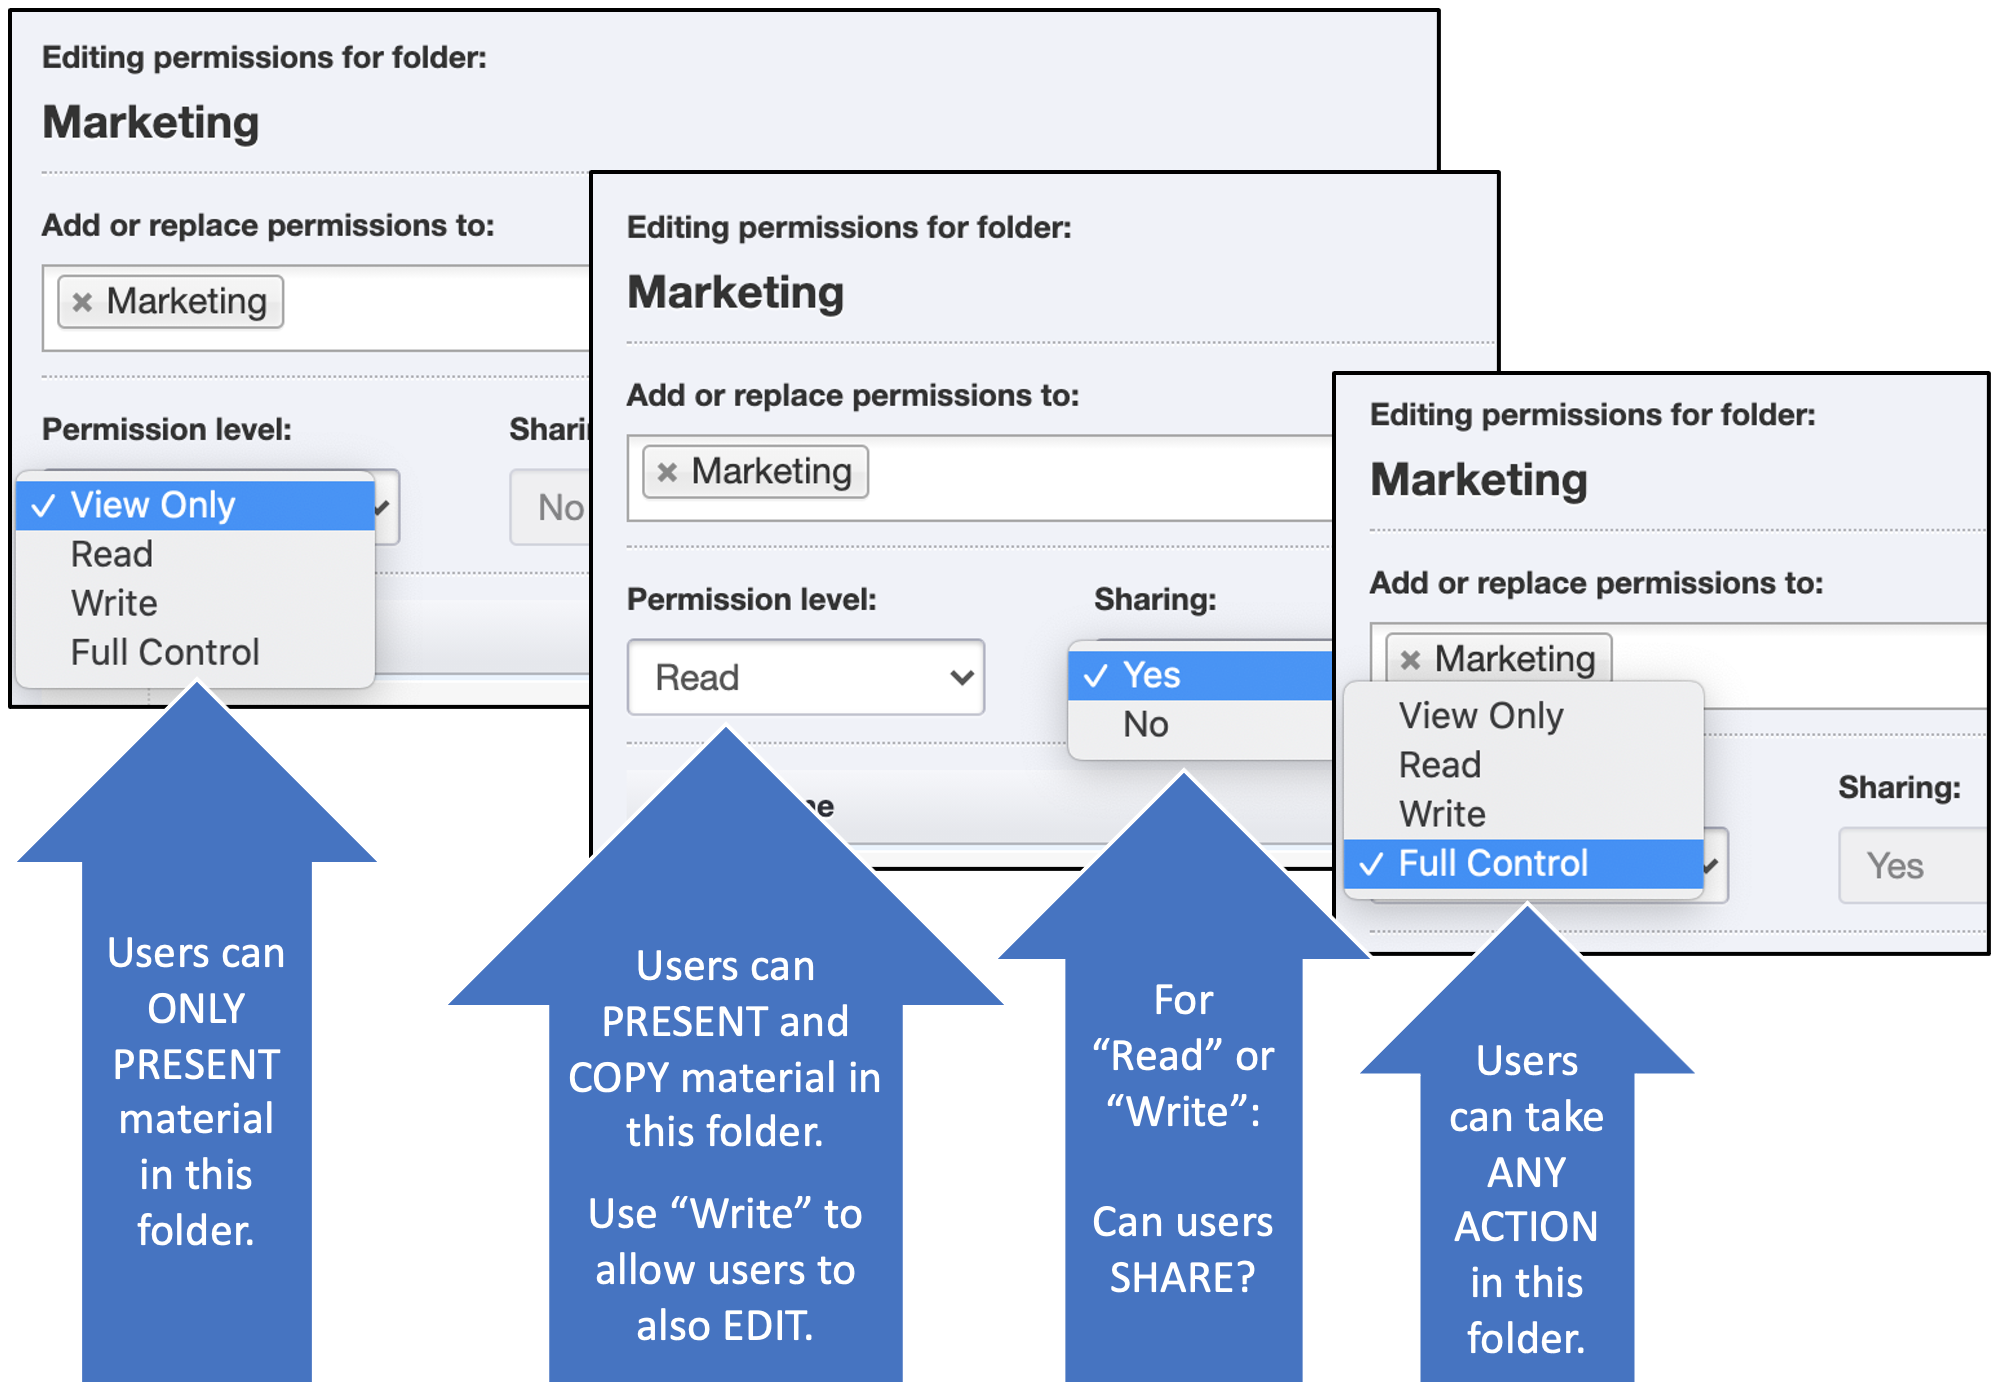 Editing permissions for folder:
Marketing
Add or replace permissions to:
× Marketing
Permission level:
✓ View Only
Read
Write
Full Control
No
Editing permissions for folder:
Marketing
Add or replace permissions to:
× Marketing
Permission level:
Sharing:
Read
✓ Yes
No
Editing permissions for folder:
Marketing
Add or replace permissions to:
× Marketing
View Only
Read
Write
✓ Full Control
Sharing:
Yes
Users can
ONLY
PRESENT
material
in this
folder.
Users can
PRESENT and
COPY material in
this folder.
Use “Write” to
allow users to
also EDIT.
For
“Read” or
“Write”:
Can users
SHARE?
Users
can take
ANY
ACTION
in this
folder.